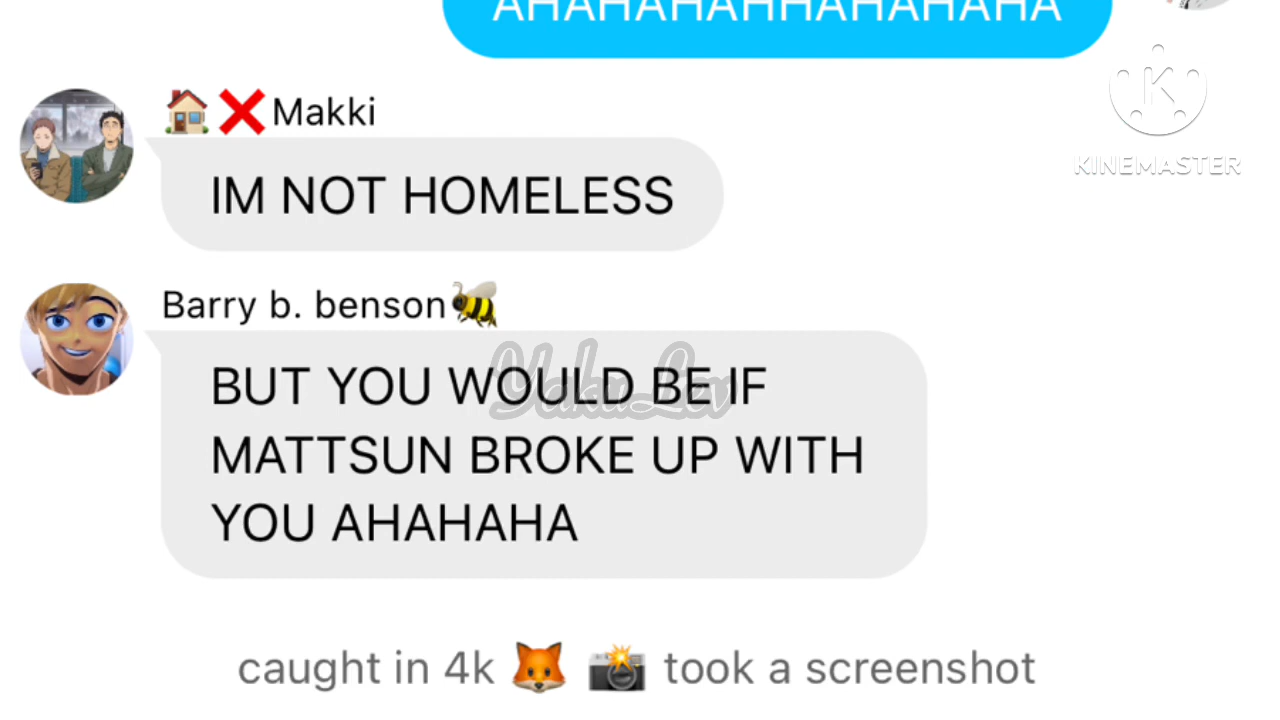 AHAHAHAHHAHAHAHA
🏠❌Makki
IM NOT HOMELESS
Barry b. benson🐝
BUT YOU WOULD BE IF
MATTSUN BROKE UP WITH
YOU AHAHAHA
caught in 4k 🦊 📸 took a screenshot
K
KINEMASTER
YakuLev